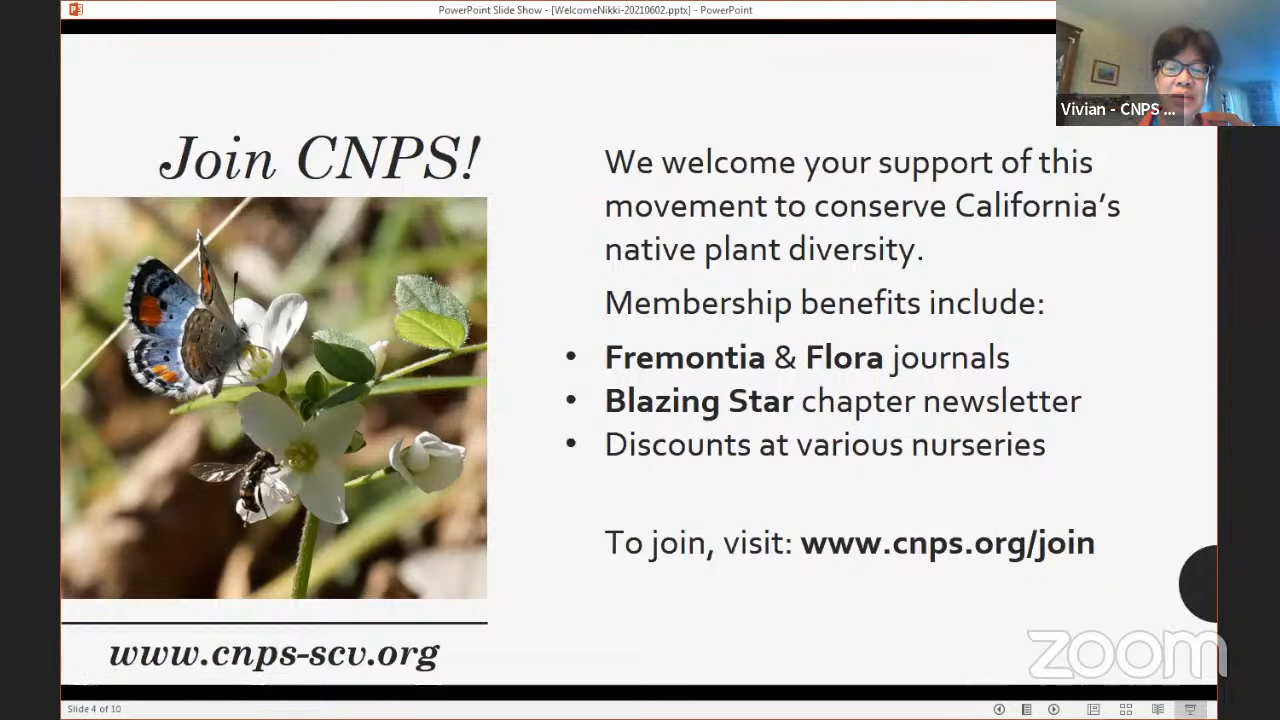 PowerPoint Slide Show - [WelcomeNikki-20210602.pptx] - PowerPoint
Vivian - CNPS ...
Join CNPS!
We welcome your support of this
movement to conserve California's
native plant diversity.
Membership benefits include:
• Fremontia & Flora journals
• Blazing Star chapter newsletter
• Discounts at various nurseries
To join, visit: www.cnps.org/join
www.cnps-scv.org
zoom
Slide 4 of 10